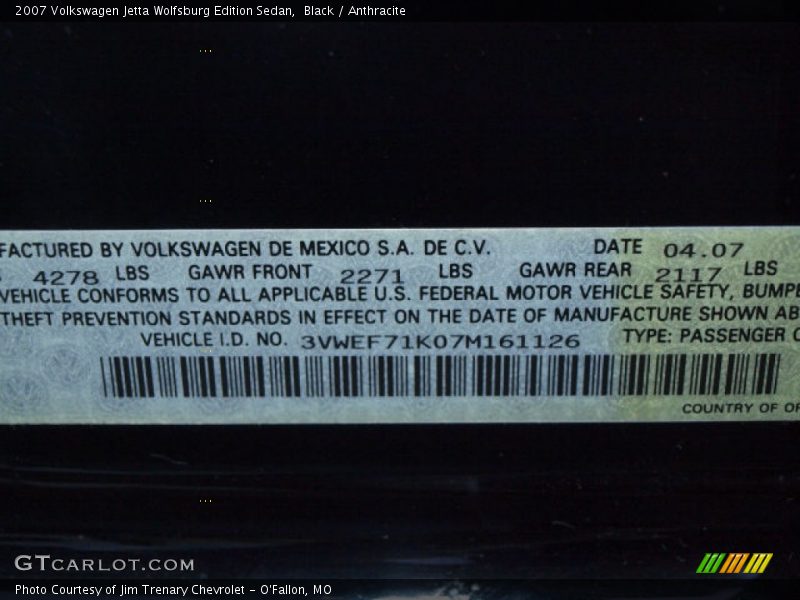 2007 Volkswagen Jetta Wolfsburg Edition Sedan,  Black / Anthracite
FACTURED BY VOLKSWAGEN DE MEXICO S.A. DE C.V. DATE 04.07
4278 LBS GAWR FRONT 2271 LBS GAWR REAR 2117 LBS
VEHICLE CONFORMS TO ALL APPLICABLE U.S. FEDERAL MOTOR VEHICLE SAFETY, BUMPE
THEFT PREVENTION STANDARDS IN EFFECT ON THE DATE OF MANUFACTURE SHOWN AB
VEHICLE I.D. NO. 3VWEF71K07M161126 TYPE: PASSENGER C
COUNTRY OF OR
GTCARLOT.COM
Photo Courtesy of Jim Trenary Chevrolet - O'Fallon, MO